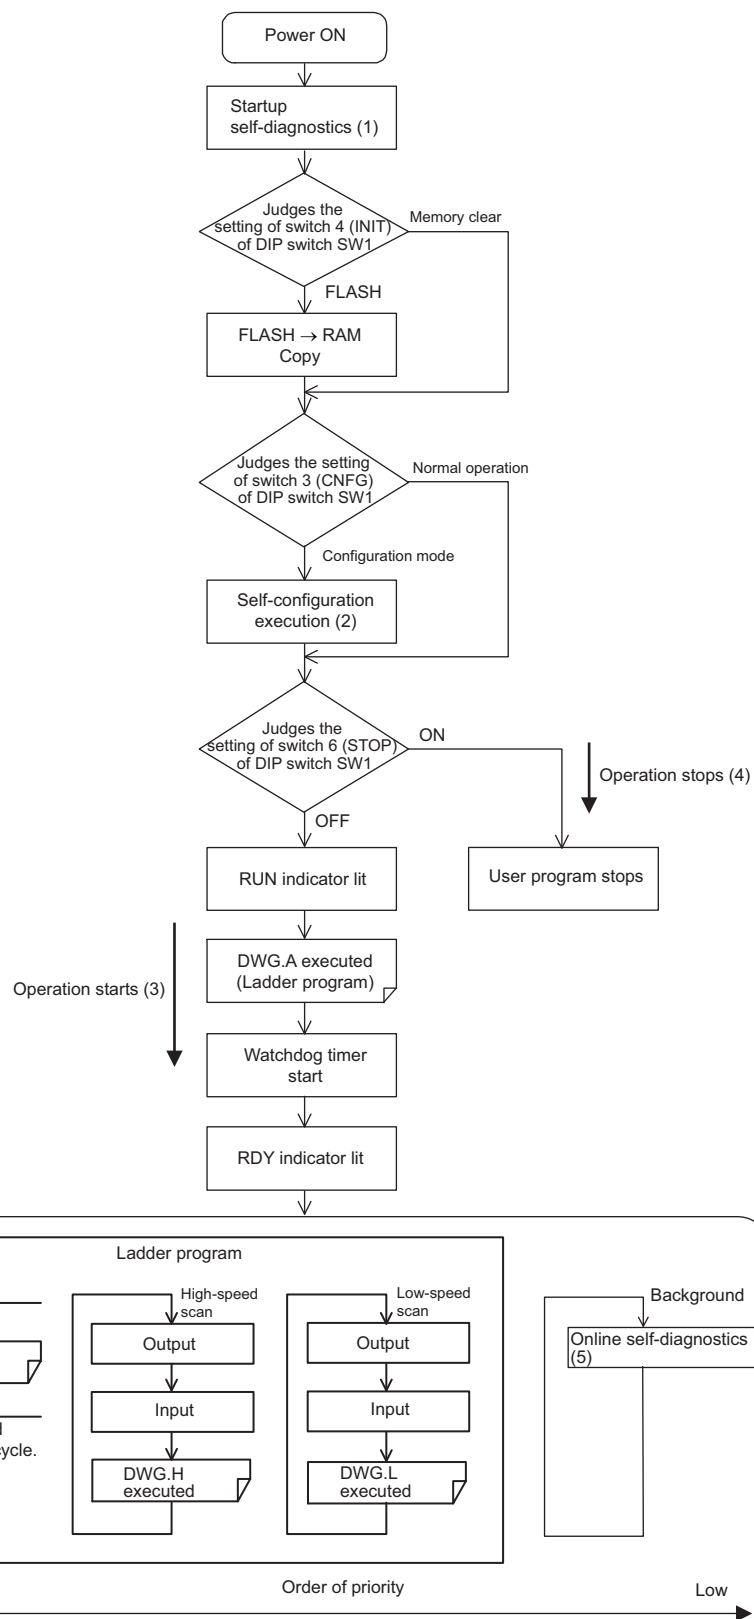 Power ON
Startup
self-diagnostics (1)
Judges the
setting of switch 4 (INIT)
of DIP switch SW1
Memory clear
FLASH
FLASH → RAM
Copy
Judges the setting
of switch 3 (CNFG)
of DIP switch SW1
Normal operation
Configuration mode
Self-configuration
execution (2)
Judges the
setting of switch 6 (STOP)
of DIP switch SW1
ON
Operation stops (4)
OFF
RUN indicator lit
User program stops
DWG.A executed
(Ladder program)
Operation starts (3)
Watchdog timer
start
RDY indicator lit
Ladder program
cycle.
High-speed
scan
Output
Input
DWG.H
executed
Low-speed
scan
Output
Input
DWG.L
executed
Background
Online self-diagnostics
(5)
Order of priority
Low